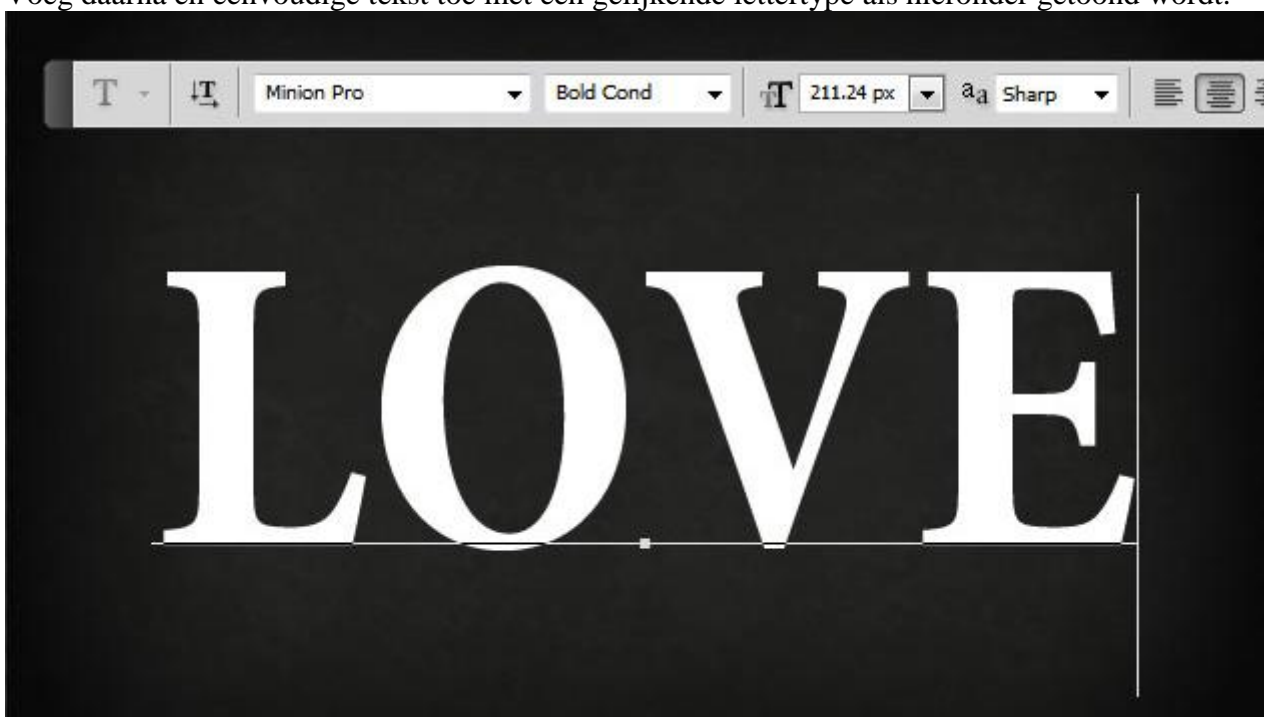 Voeg daarna en eenvoudige tekst toe met een gelijkende lettertype als hieronder getoond wordt.
T T Minion Pro Bold Cond TT 211.24 px aa Sharp
LOVE